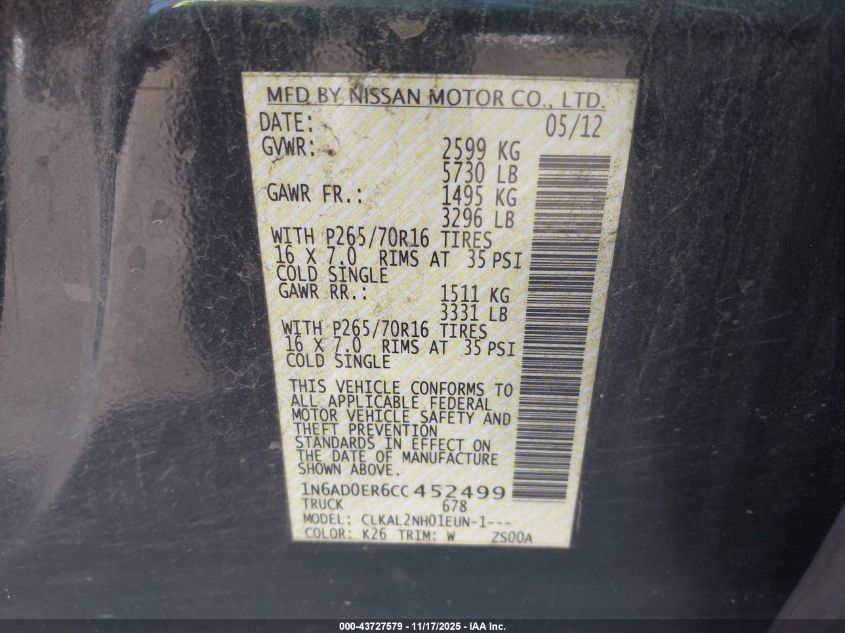 MFD BY NISSAN MOTOR CO., LTD.
DATE: 05/12
GVWR: 2599 KG
5730 LB
GAWR FR.: 1495 KG
3296 LB
WITH P265/70R16 TIRES
16 X 7.0 RIMS AT 35 PSI
COLD SINGLE
GAWR RR.: 1511 KG
3331 LB
WITH P265/70R16 TIRES
16 X 7.0 RIMS AT 35 PSI
COLD SINGLE
THIS VEHICLE CONFORMS TO
ALL APPLICABLE FEDERAL
MOTOR VEHICLE SAFETY AND
THEFT PREVENTION
STANDARDS IN EFFECT ON
THE DATE OF MANUFACTURE
SHOWN ABOVE.
1N6AD0ER6CC452499
TRUCK 678
MODEL: CLKAL2NH01EUN-1---
COLOR: K26 TRIM: W ZS00A
000-43727579 - 11/17/2025 - IAA Inc.